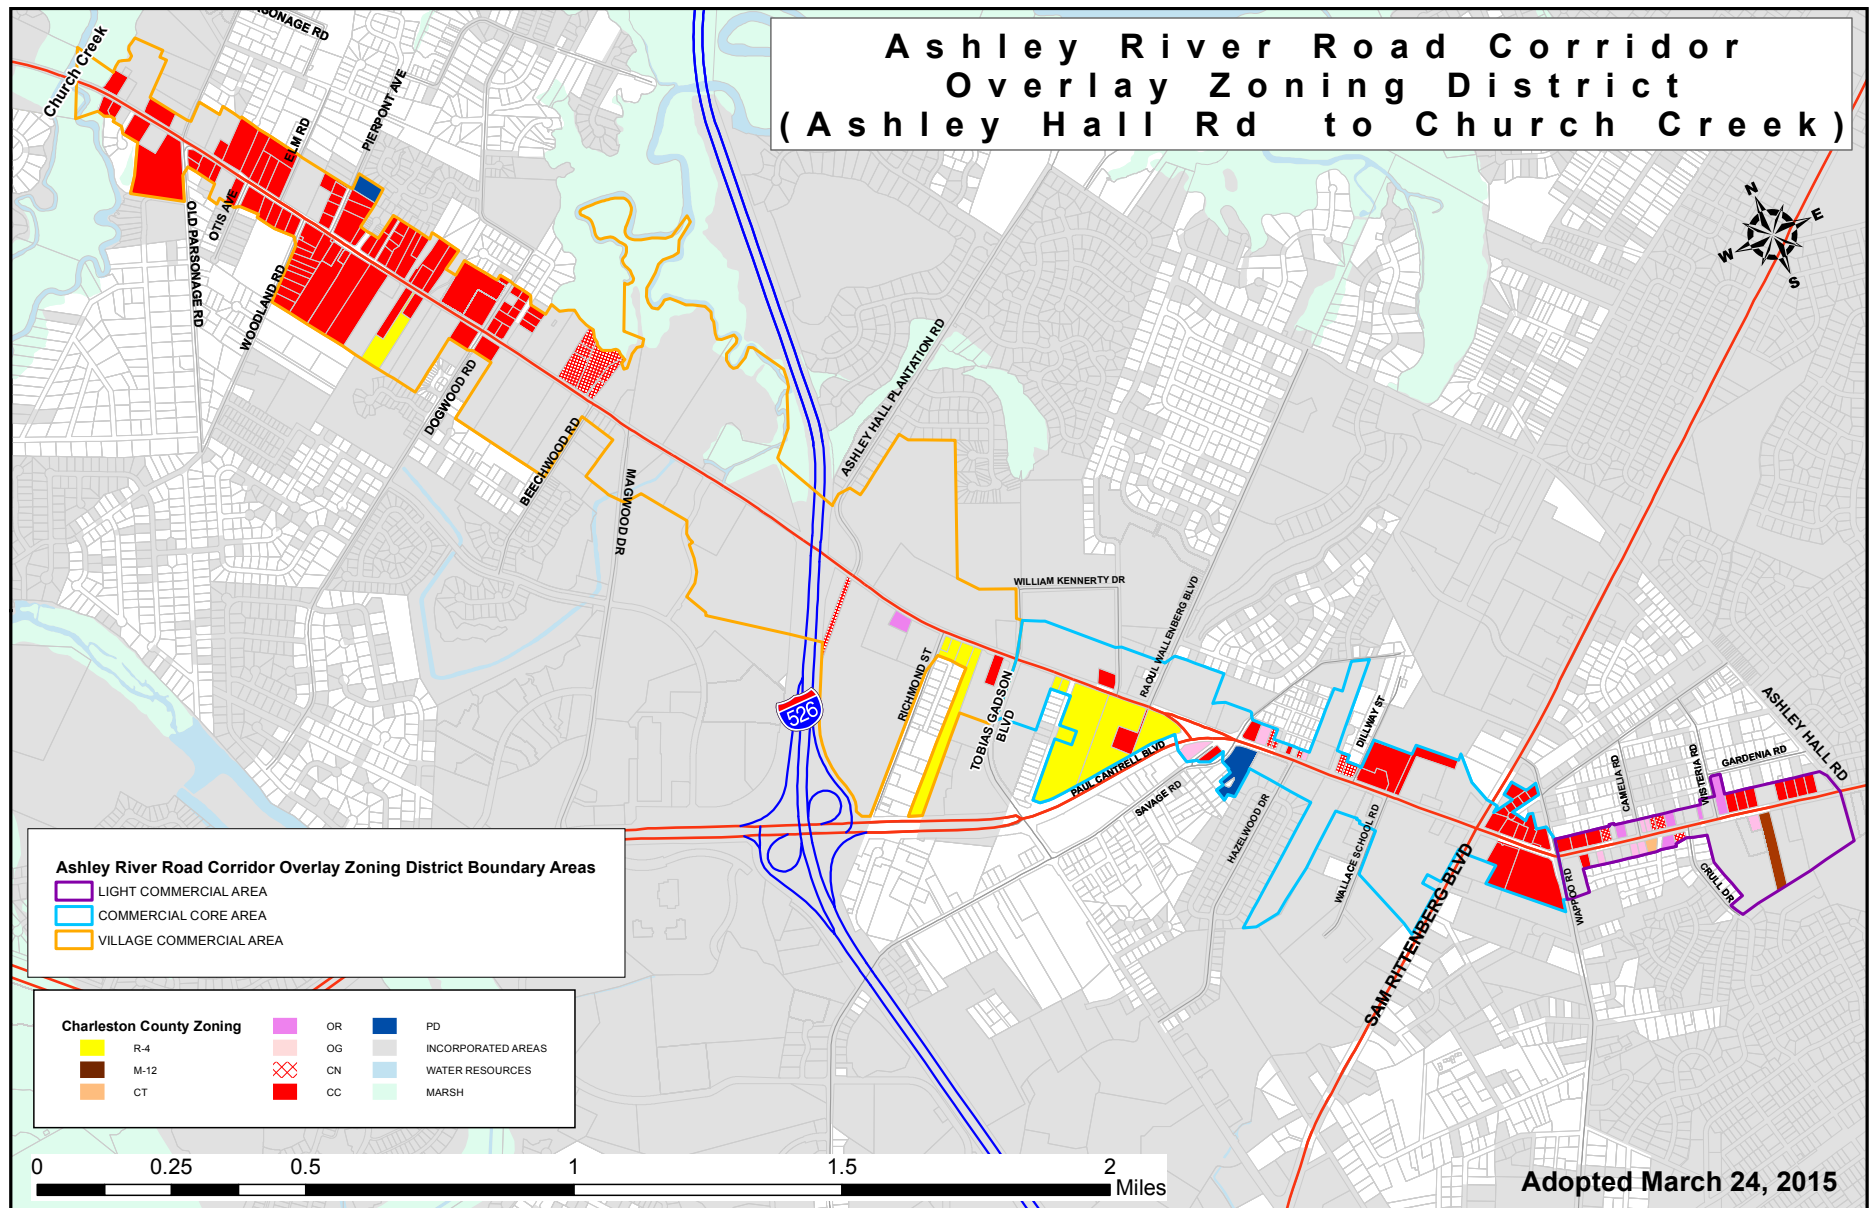 Ashley River Road Corridor
Overlay Zoning District
(Ashley Hall Rd to Church Creek)
Church Creek
PIERPONT AVE
ELM RD
OTIS AVE
OLD PARSONAGE RD
WOODLAND RD
DOGWOOD RD
BEECHWOOD RD
MAGWOOD DR
ASHLEY HALL PLANTATION RD
WILLIAM KENNERTY DR
RAOUL WALLENBERG BLVD
RICHMOND ST
TOBIAS GADSON
BLVD
PAUL CANTRELL BLVD
SAVAGE RD
HAZELWOOD DR
WALLACE SCHOOL RD
DILLWAY ST
SAM RITTENBERG BLVD
WAPPOO RD
CAMELIA RD
WISTERIA RD
GARDENIA RD
CRULL DR
ASHLEY HALL RD
526
N
E
W
S
Ashley River Road Corridor Overlay Zoning District Boundary Areas
LIGHT COMMERCIAL AREA
COMMERCIAL CORE AREA
VILLAGE COMMERCIAL AREA
Charleston County Zoning
R-4
M-12
CT
OR
OG
CN
CC
PD
INCORPORATED AREAS
WATER RESOURCES
MARSH
0 0.25 0.5 1 1.5 2
Miles
Adopted March 24, 2015